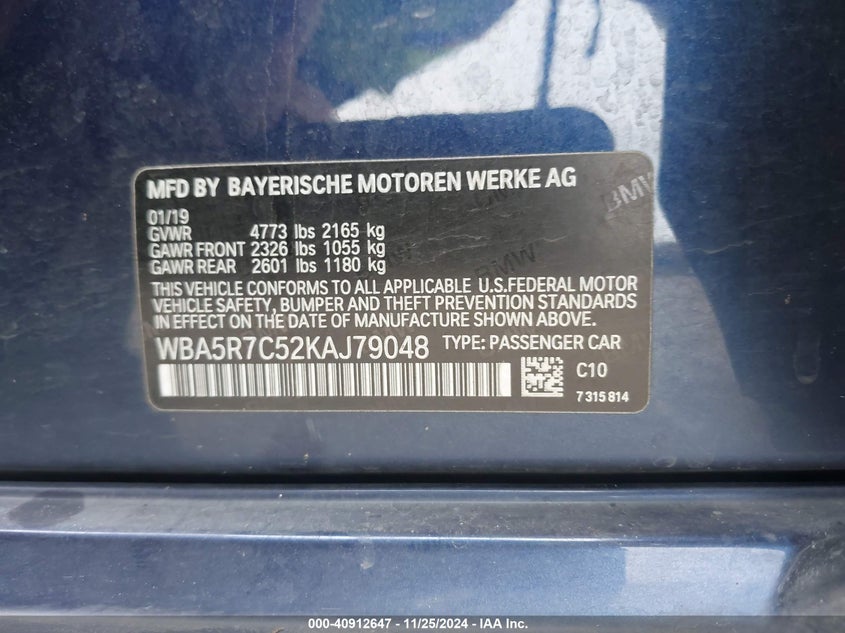 MFD BY BAYERISCHE MOTOREN WERKE AG
01/19
GVWR 4773 lbs 2165 kg
GAWR FRONT 2326 lbs 1055 kg
GAWR REAR 2601 lbs 1180 kg
THIS VEHICLE CONFORMS TO ALL APPLICABLE U.S.FEDERAL MOTOR
VEHICLE SAFETY, BUMPER AND THEFT PREVENTION STANDARDS
IN EFFECT ON THE DATE OF MANUFACTURE SHOWN ABOVE.
WBA5R7C52KAJ79048 TYPE: PASSENGER CAR
C10
7 315 814
BMW
BMW
000-40912647 - 11/25/2024 - IAA Inc.